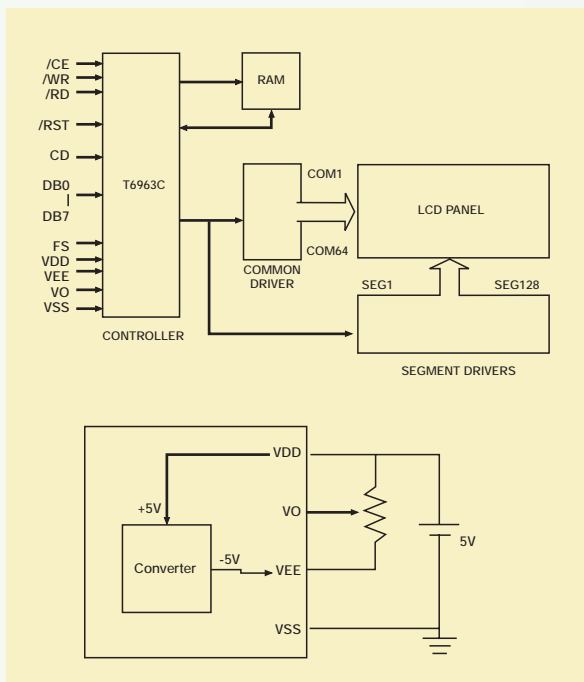 /CE
/WR
/RD
/RST
CD
DB0
|
DB7
FS
VDD
VEE
VO
VSS
T6963C
CONTROLLER
RAM
COM1
COM64
COMMON
DRIVER
LCD PANEL
SEG1
SEG128
SEGMENT DRIVERS
VDD
+5V
VO
Converter
-5V
VEE
5V
VSS